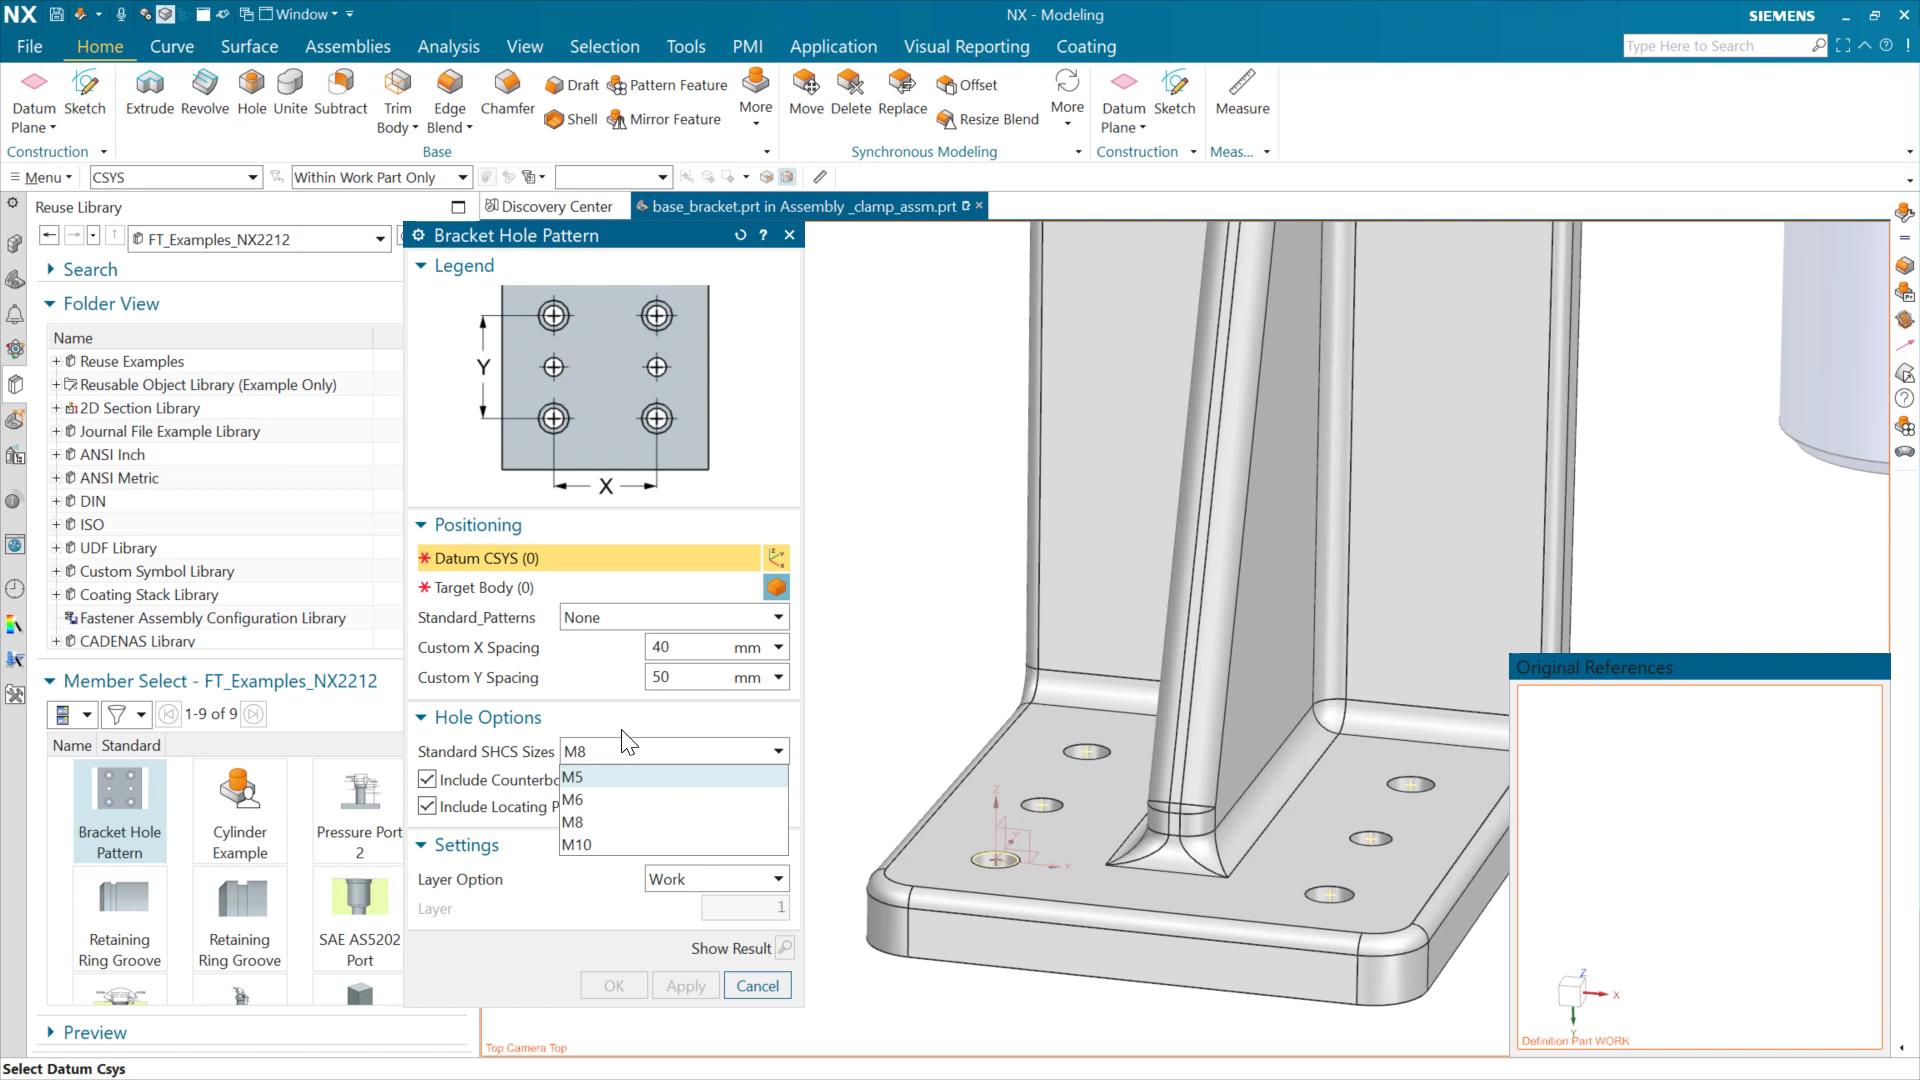 NX
Window
NX - Modeling
SIEMENS
File
Home
Curve
Surface
Assemblies
Analysis
View
Selection
Tools
PMI
Application
Visual Reporting
Coating
Type Here to Search
Datum
Plane
Sketch
Extrude
Revolve
Hole
Unite
Subtract
Trim
Body
Edge
Blend
Chamfer
Draft
Shell
Pattern Feature
Mirror Feature
More
Move
Delete
Replace
Offset
Resize Blend
More
Datum
Plane
Sketch
Measure
Construction
Base
Synchronous Modeling
Construction
Meas...
Menu
CSYS
Within Work Part Only
Reuse Library
Discovery Center
base_bracket.prt in Assembly _clamp_assm.prt
FT_Examples_NX2212
Search
Folder View
Name
Reuse Examples
Reusable Object Library (Example Only)
2D Section Library
Journal File Example Library
ANSI Inch
ANSI Metric
DIN
ISO
UDF Library
Custom Symbol Library
Coating Stack Library
Fastener Assembly Configuration Library
CADENAS Library
Member Select - FT_Examples_NX2212
1-9 of 9
Name
Standard
Bracket Hole
Pattern
Cylinder
Example
Pressure Port
2
Retaining
Ring Groove
Retaining
Ring Groove
SAE AS5202
Port
Preview
Select Datum Csys
Bracket Hole Pattern
Legend
Y
X
Positioning
* Datum CSYS (0)
* Target Body (0)
Standard_Patterns
None
Custom X Spacing
40 mm
Custom Y Spacing
50 mm
Hole Options
Standard SHCS Sizes
M8
M5
M6
M8
M10
Include Counterbo
Include Locating P
Settings
Layer Option
Work
Layer
1
Show Result
OK
Apply
Cancel
Z
Y
Y
Top Camera Top
Original References
Z
X
Y
Definition Part WORK